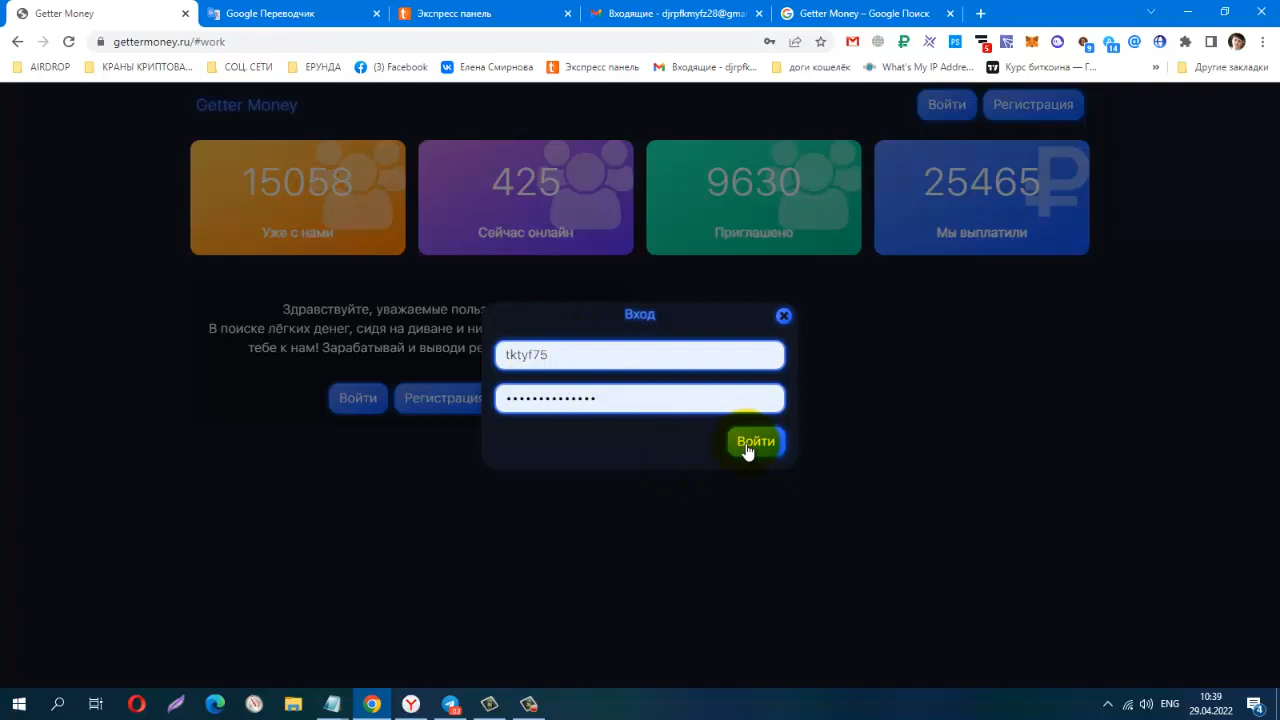 Getter Money
Google Переводчик
Экспресс панель
Входящие - djrpfkmyfz28@gma
Getter Money – Google Поиск
gettermoney.ru/#work
5
9
14
AIRDROP
КРАНЫ КРИПТОВА...
СОЦ. СЕТИ
ЕРУНДА
(3) Facebook
Елена Смирнова
Экспресс панель
Входящие - djrpfk...
доги кошелёк
What's My IP Addre...
Курс биткоина — Г...
»
Другие закладки
Getter Money
Войти
Регистрация
15058
Уже с нами
425
Сейчас онлайн
9630
Приглашено
25465
Мы выплатили
Здравствуйте, уважаемые
В поиске лёгких денег, сидя на диване и
тебе к нам! Зарабатывай и выводи
Войти
Регистрация
Вход
tktyf75
••••••••••••••
Войти
ENG
10:39
29.04.2022
4